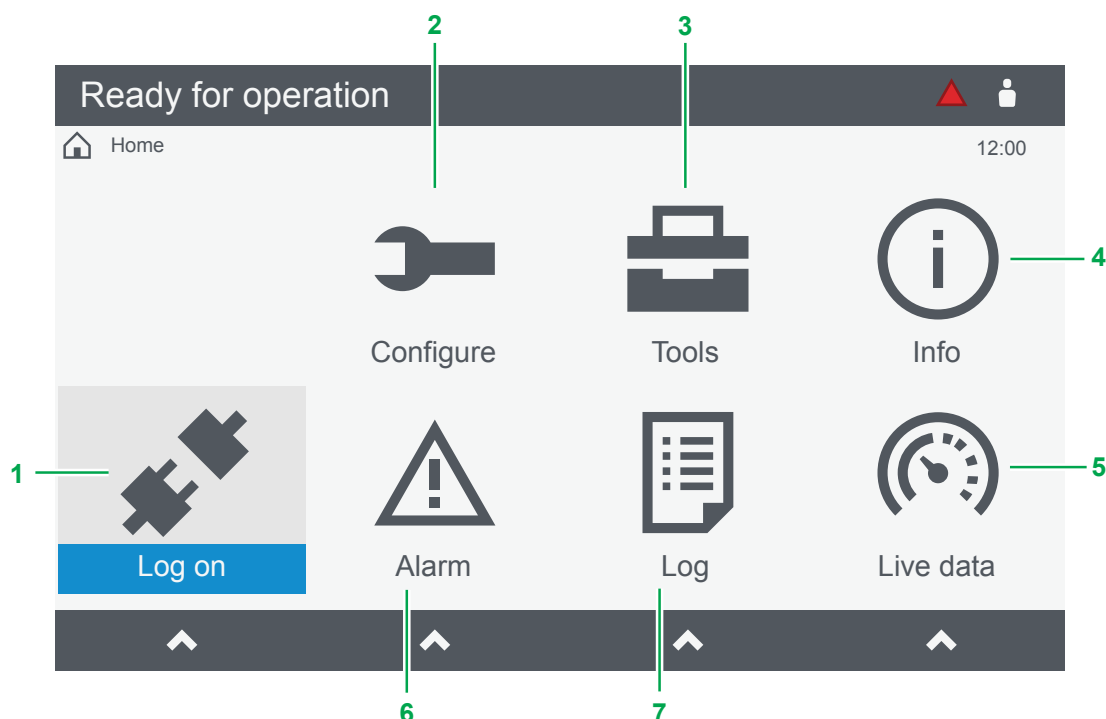 2 3
Ready for operation
Home 12:00
4
Configure Tools Info
1 5
Log on Alarm Log Live data
6 7